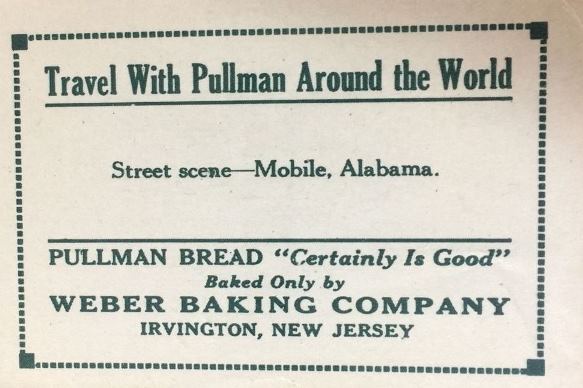 Travel With Pullman Around the World
Street scene—Mobile, Alabama.
PULLMAN BREAD "Certainly Is Good"
Baked Only by
WEBER BAKING COMPANY
IRVINGTON, NEW JERSEY